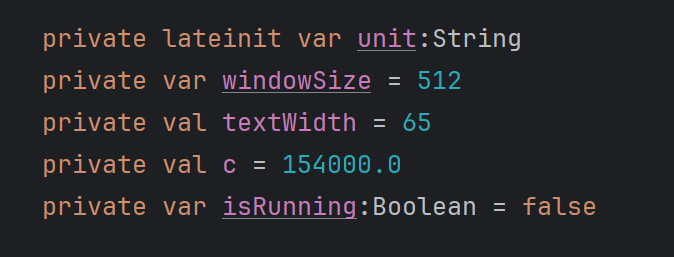 private lateinit var unit:String
private var windowSize = 512
private val textWidth = 65
private val c = 154000.0
private var isRunning:Boolean = false